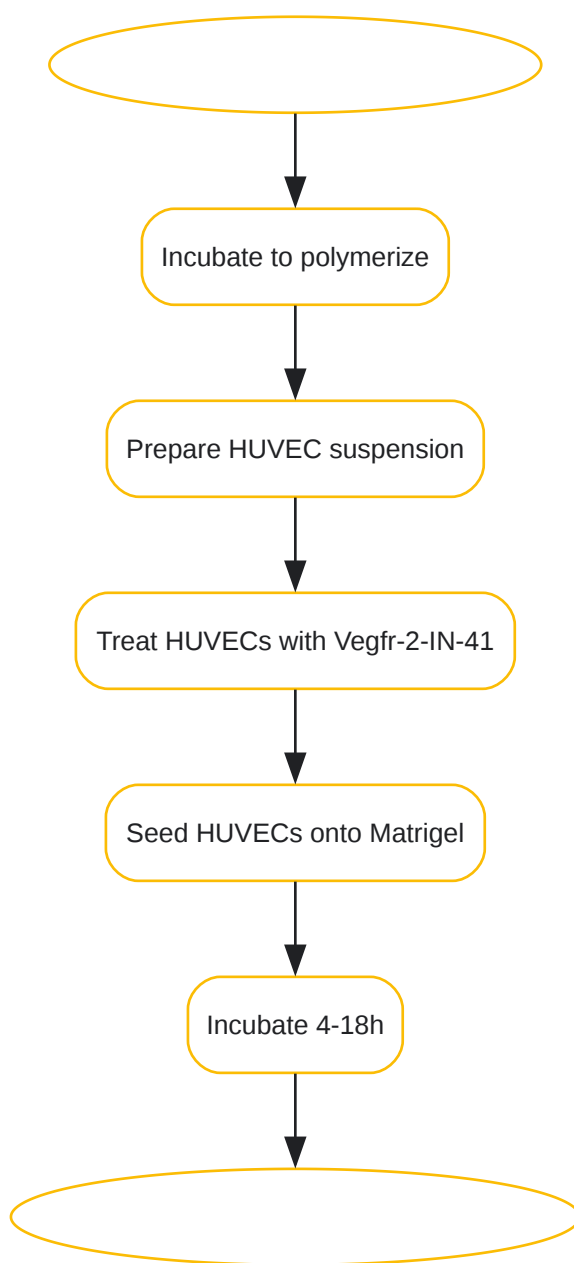 Incubate to polymerize
Prepare HUVEC suspension
Treat HUVECs with Vegfr-2-IN-41
Seed HUVECs onto Matrigel
Incubate 4-18h